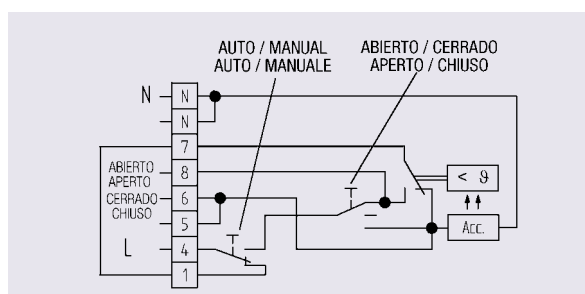 AUTO / MANUAL
AUTO / MANUALE
ABIERTO / CERRADO
APERTO / CHIUSO
N
N
N
7
ABIERTO
APERTO
8
CERRADO
CHIUSO
6
5
L
4
1
< ϑ
Acc.